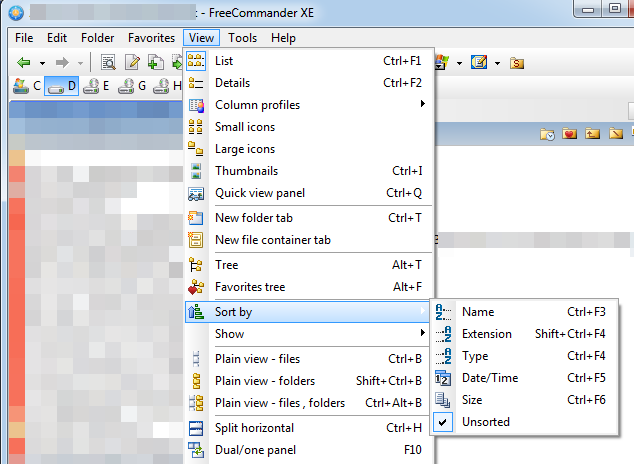 - FreeCommander XE
File Edit Folder Favorites View Tools Help
C D E G H
List Ctrl+F1
Details Ctrl+F2
Column profiles
Small icons
Large icons
Thumbnails Ctrl+I
Quick view panel Ctrl+Q
New folder tab Ctrl+T
New file container tab
Tree Alt+T
Favorites tree Alt+F
Sort by
Show
Plain view - files Ctrl+B
Plain view - folders Shift+Ctrl+B
Plain view - files , folders Ctrl+Alt+B
Split horizontal Ctrl+H
Dual/one panel F10
Name Ctrl+F3
Extension Shift+Ctrl+F4
Type Ctrl+F4
Date/Time Ctrl+F5
Size Ctrl+F6
Unsorted